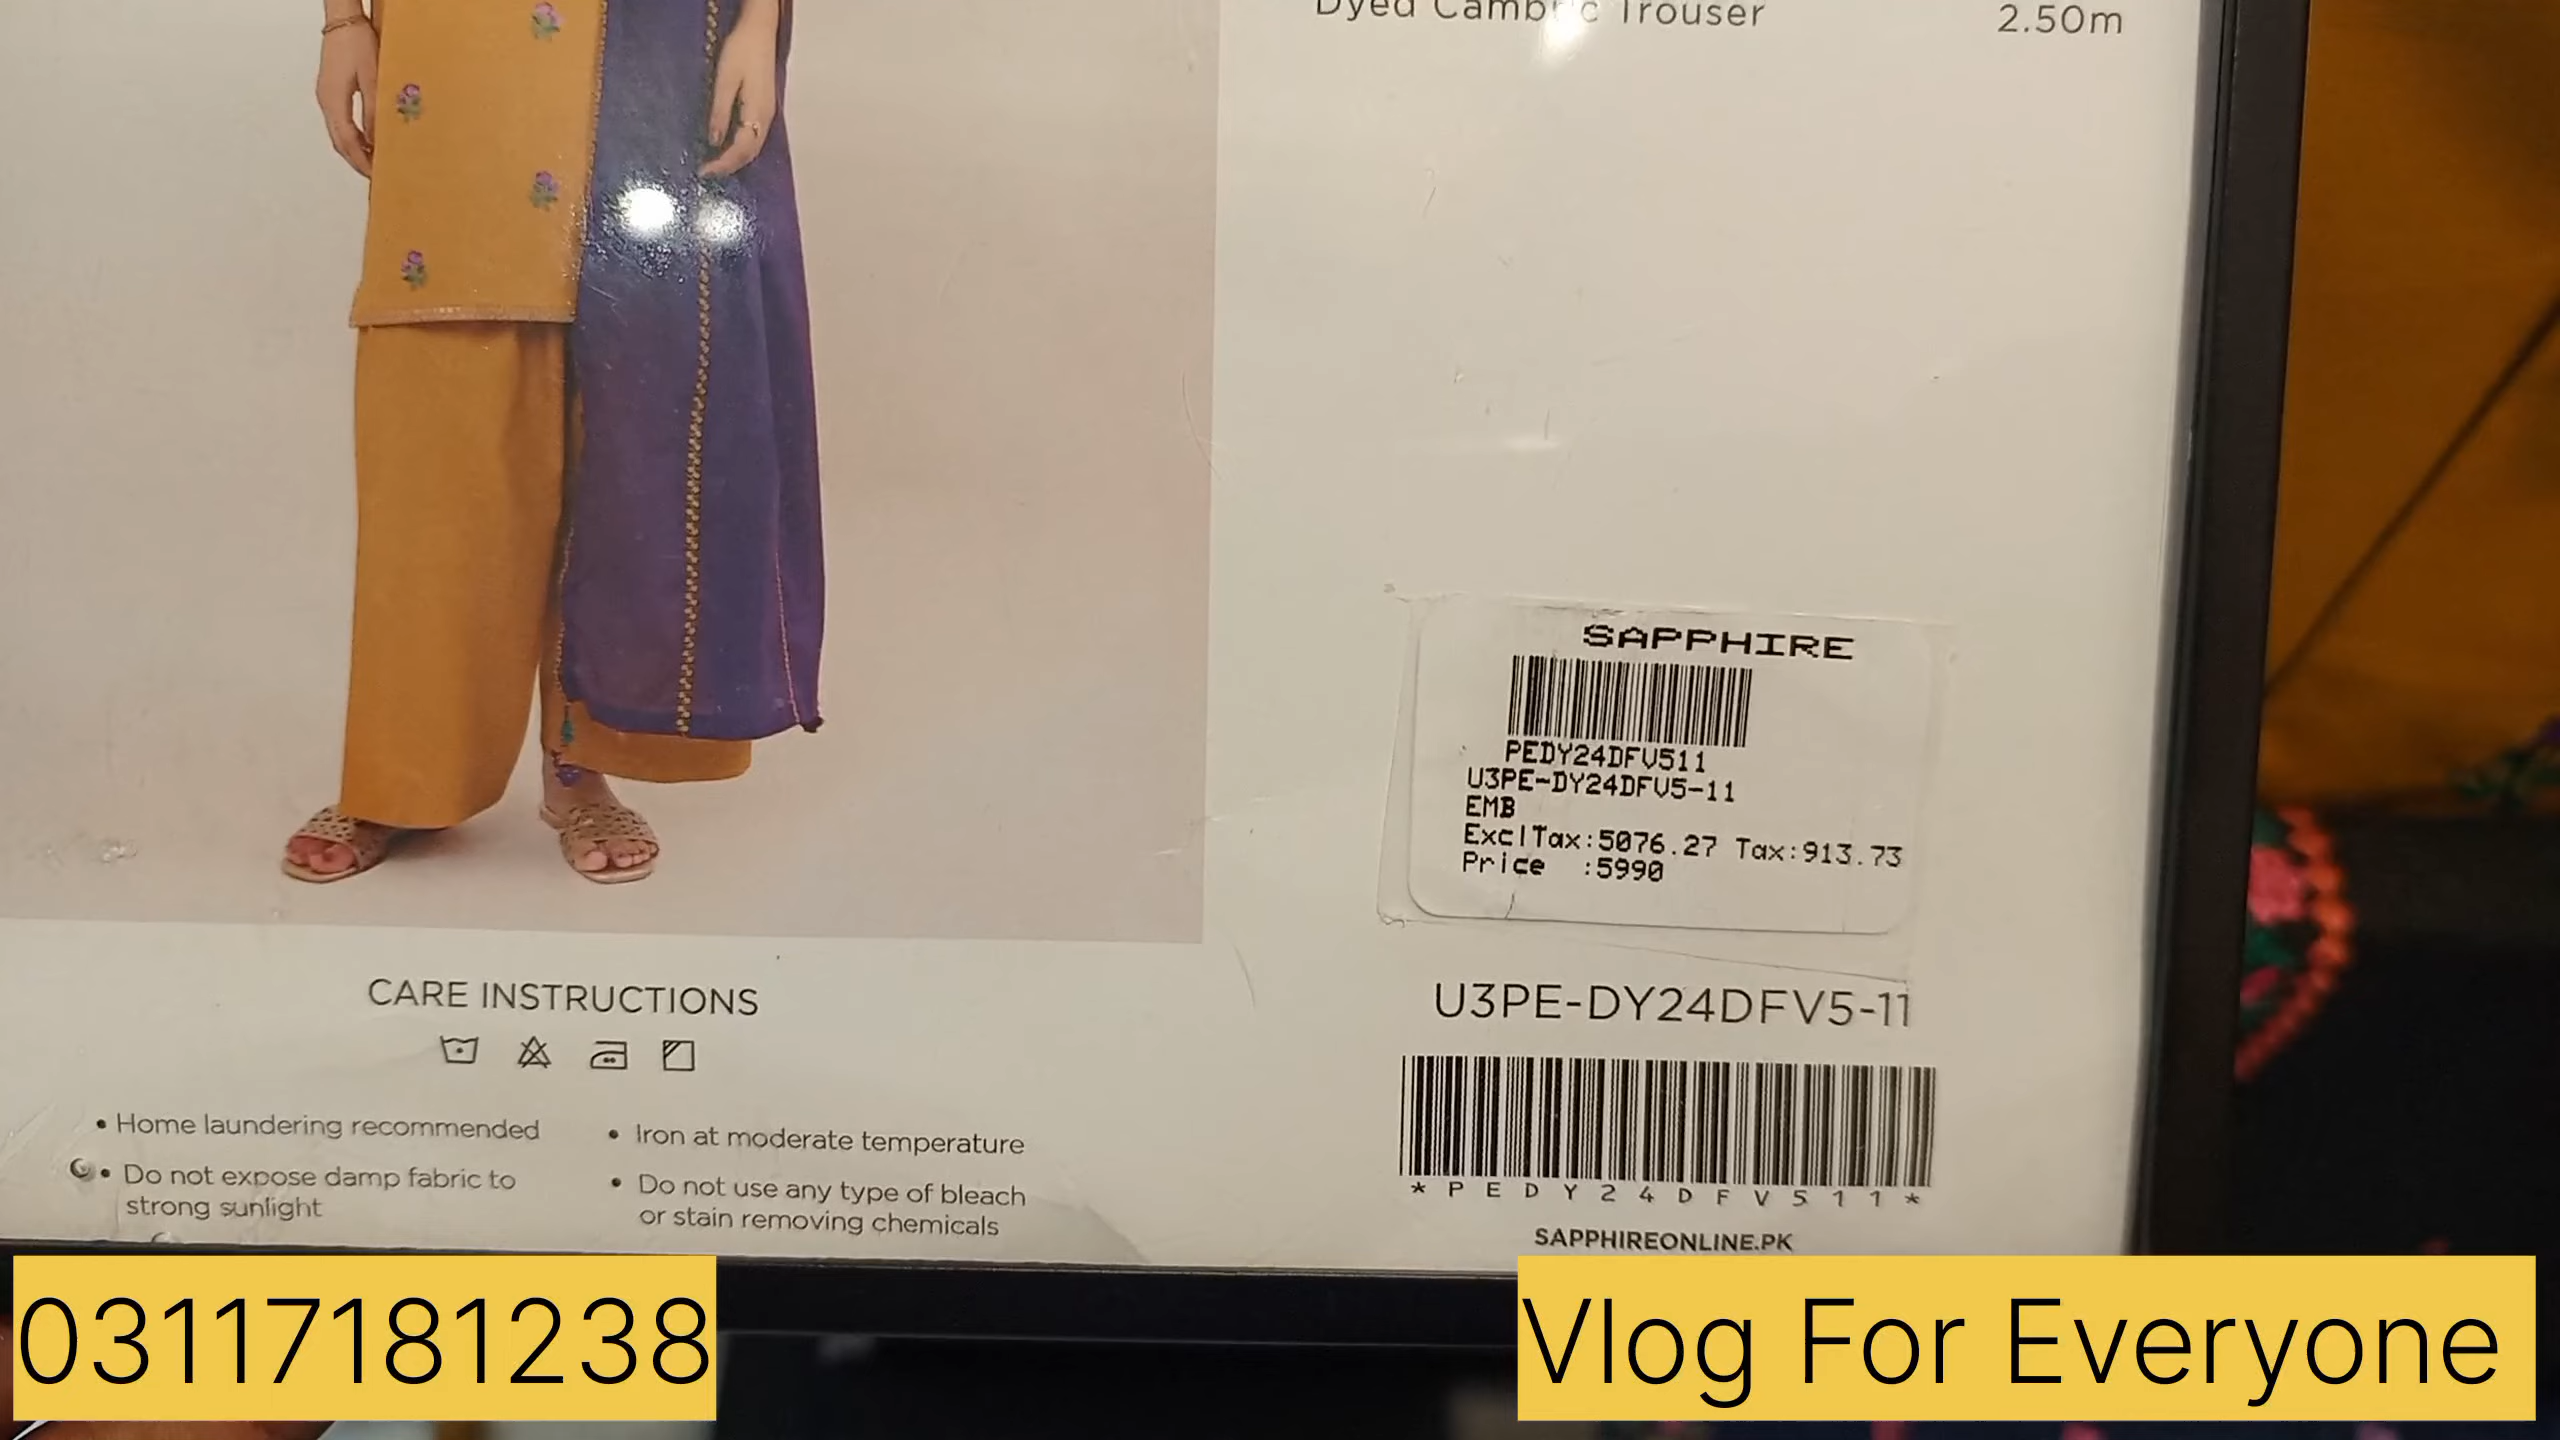 Dyed Cambric Trouser 2.50m
SAPPHIRE
PEDY24DFV511
U3PE-DY24DFV5-11
EMB
ExclTax:5076.27 Tax:913.73
Price :5990
CARE INSTRUCTIONS
• Home laundering recommended
• Do not expose damp fabric to
strong sunlight
• Iron at moderate temperature
• Do not use any type of bleach
or stain removing chemicals
U3PE-DY24DFV5-11
*PEDY24DFV511*
SAPPHIREONLINE.PK
03117181238
Vlog For Everyone